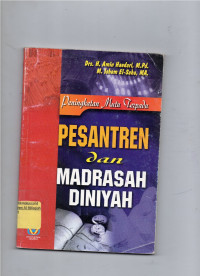 Drs. H. Amin Haedari, M.Pd.
M. Ishom El-Saha, MA.
Peningkatan Mutu Terpadu
PESANTREN
dan
MADRASAH
DINIYAH